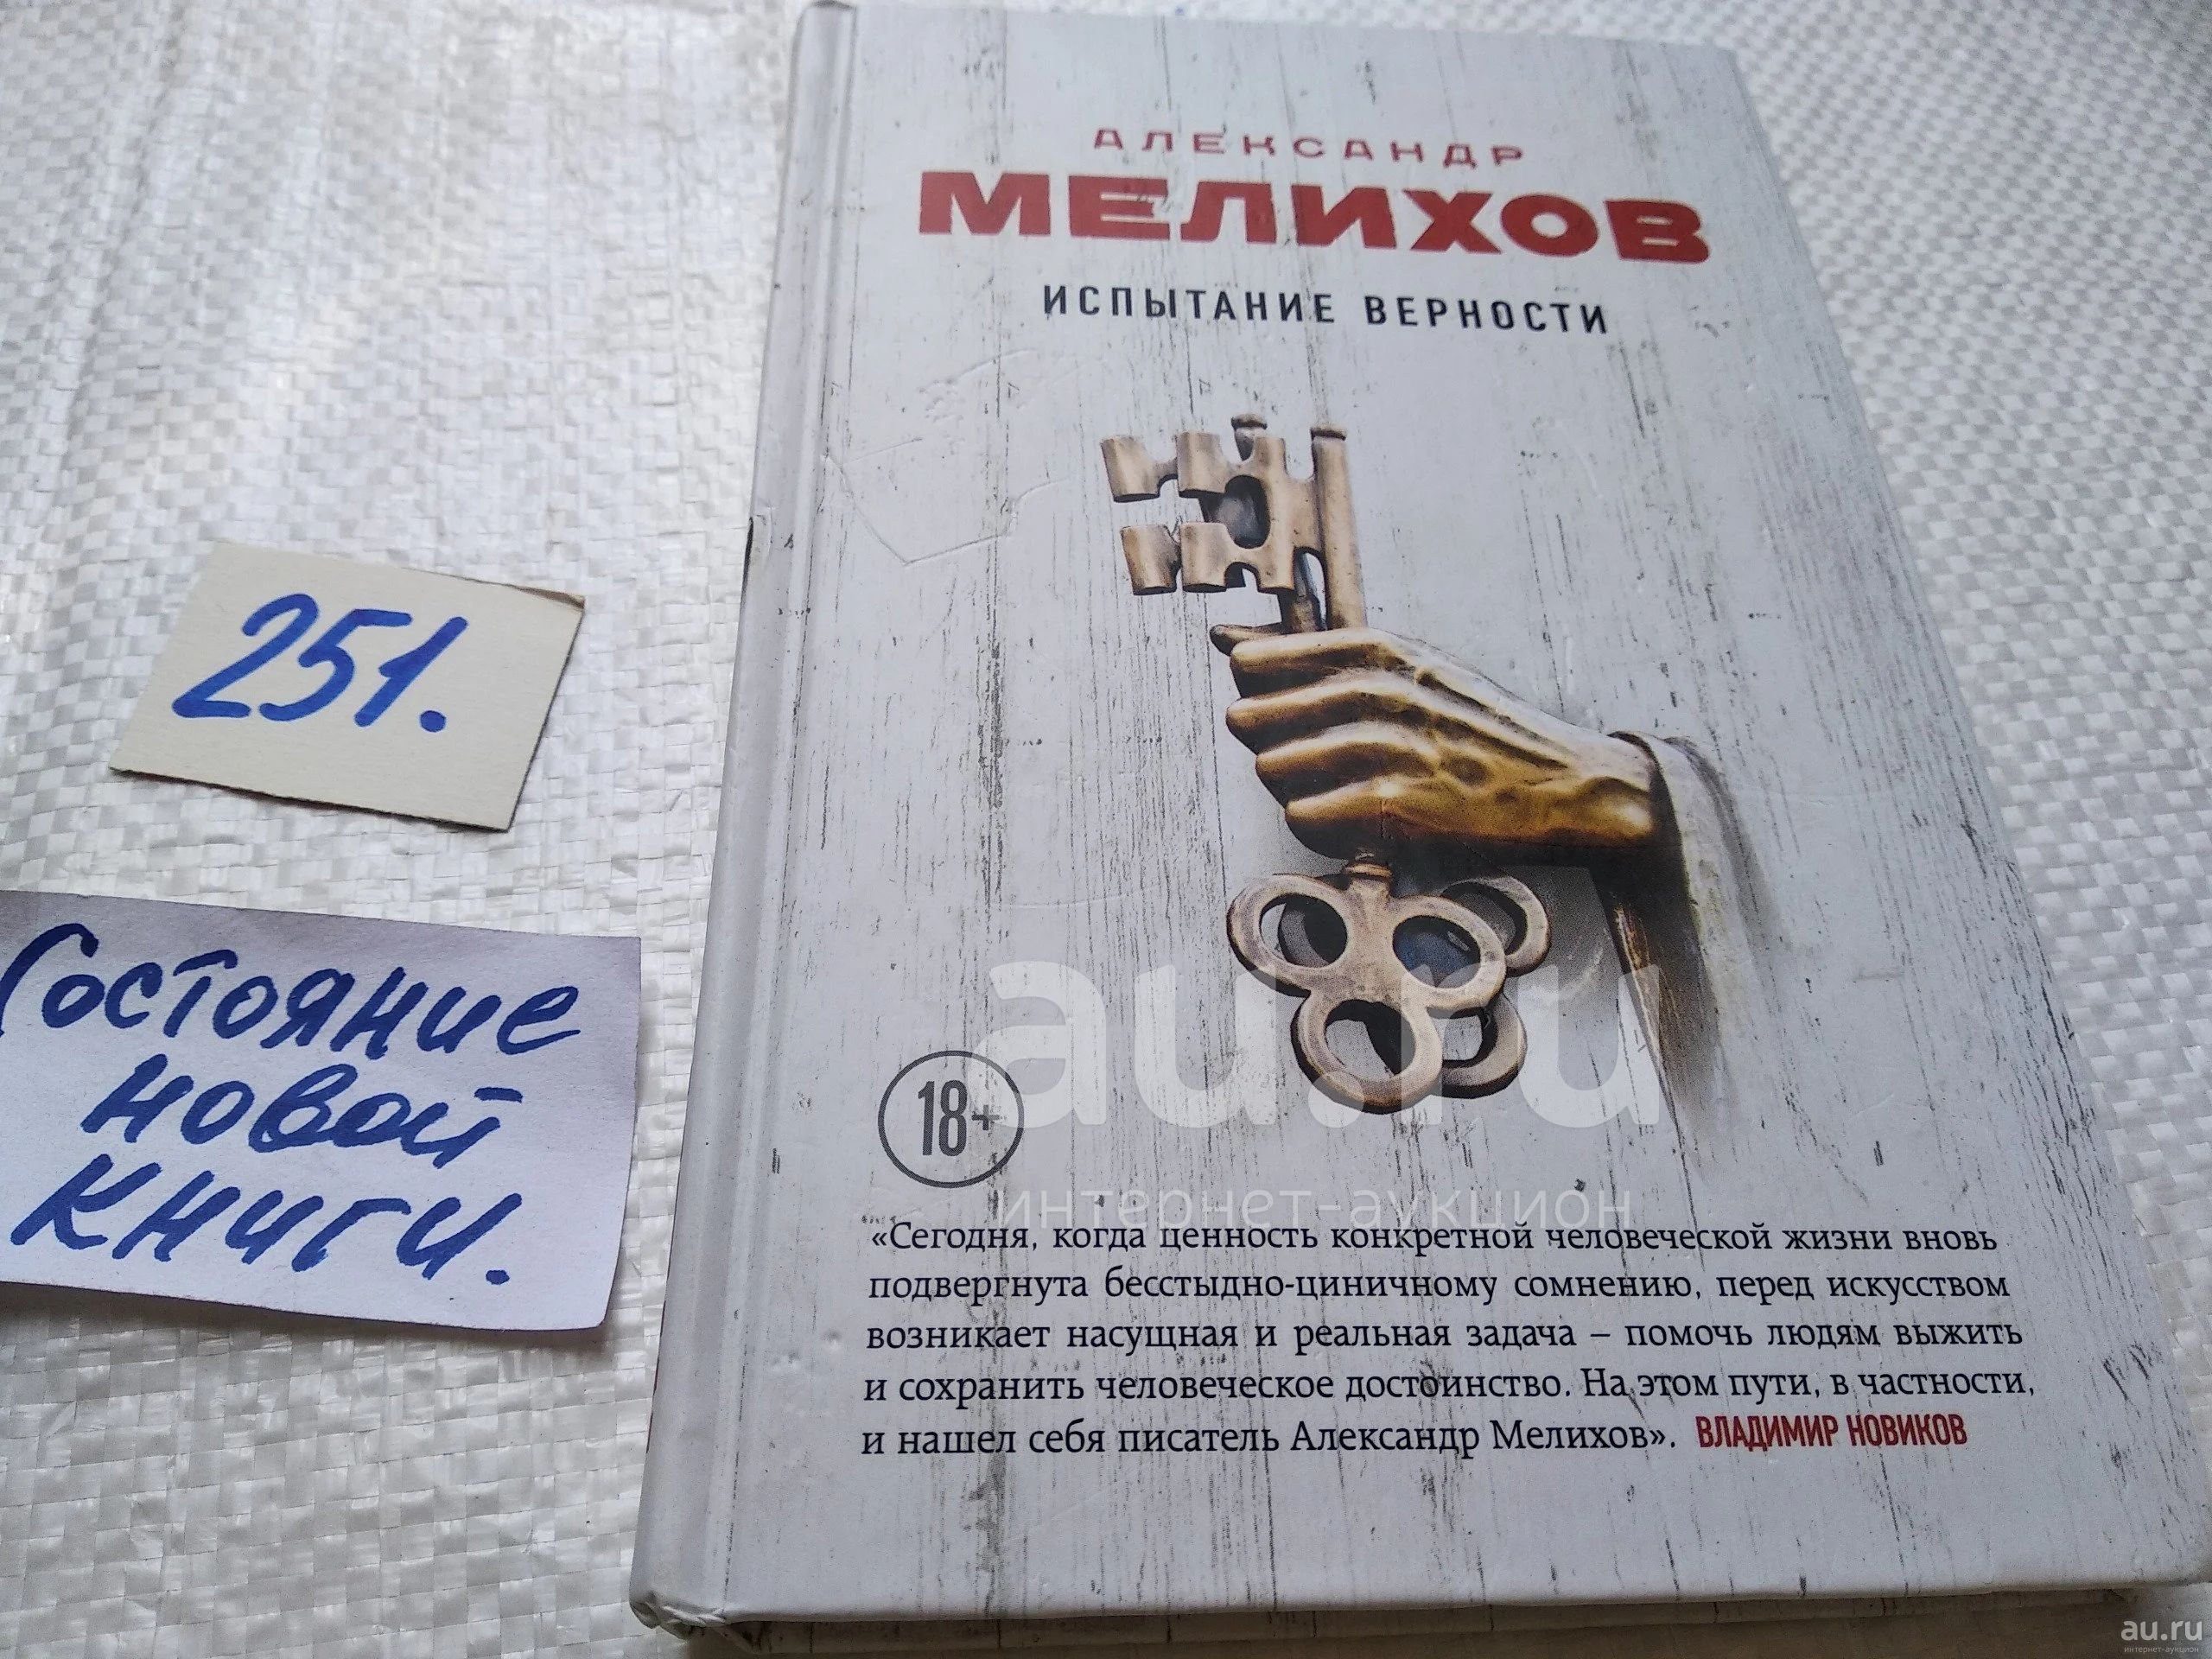 АЛЕКСАНДР
МЕЛИХОВ
ИСПЫТАНИЕ ВЕРНОСТИ
251.
Состояние
новой
книги.
18+
au.ru
интернет-аукцион
«Сегодня, когда ценность конкретной человеческой жизни вновь
подвергнута бесстыдно-циничному сомнению, перед искусством
возникает насущная и реальная задача – помочь людям выжить
и сохранить человеческое достоинство. На этом пути, в частности,
и нашел себя писатель Александр Мелихов». ВЛАДИМИР НОВИКОВ
au.ru
интернет-аукцион